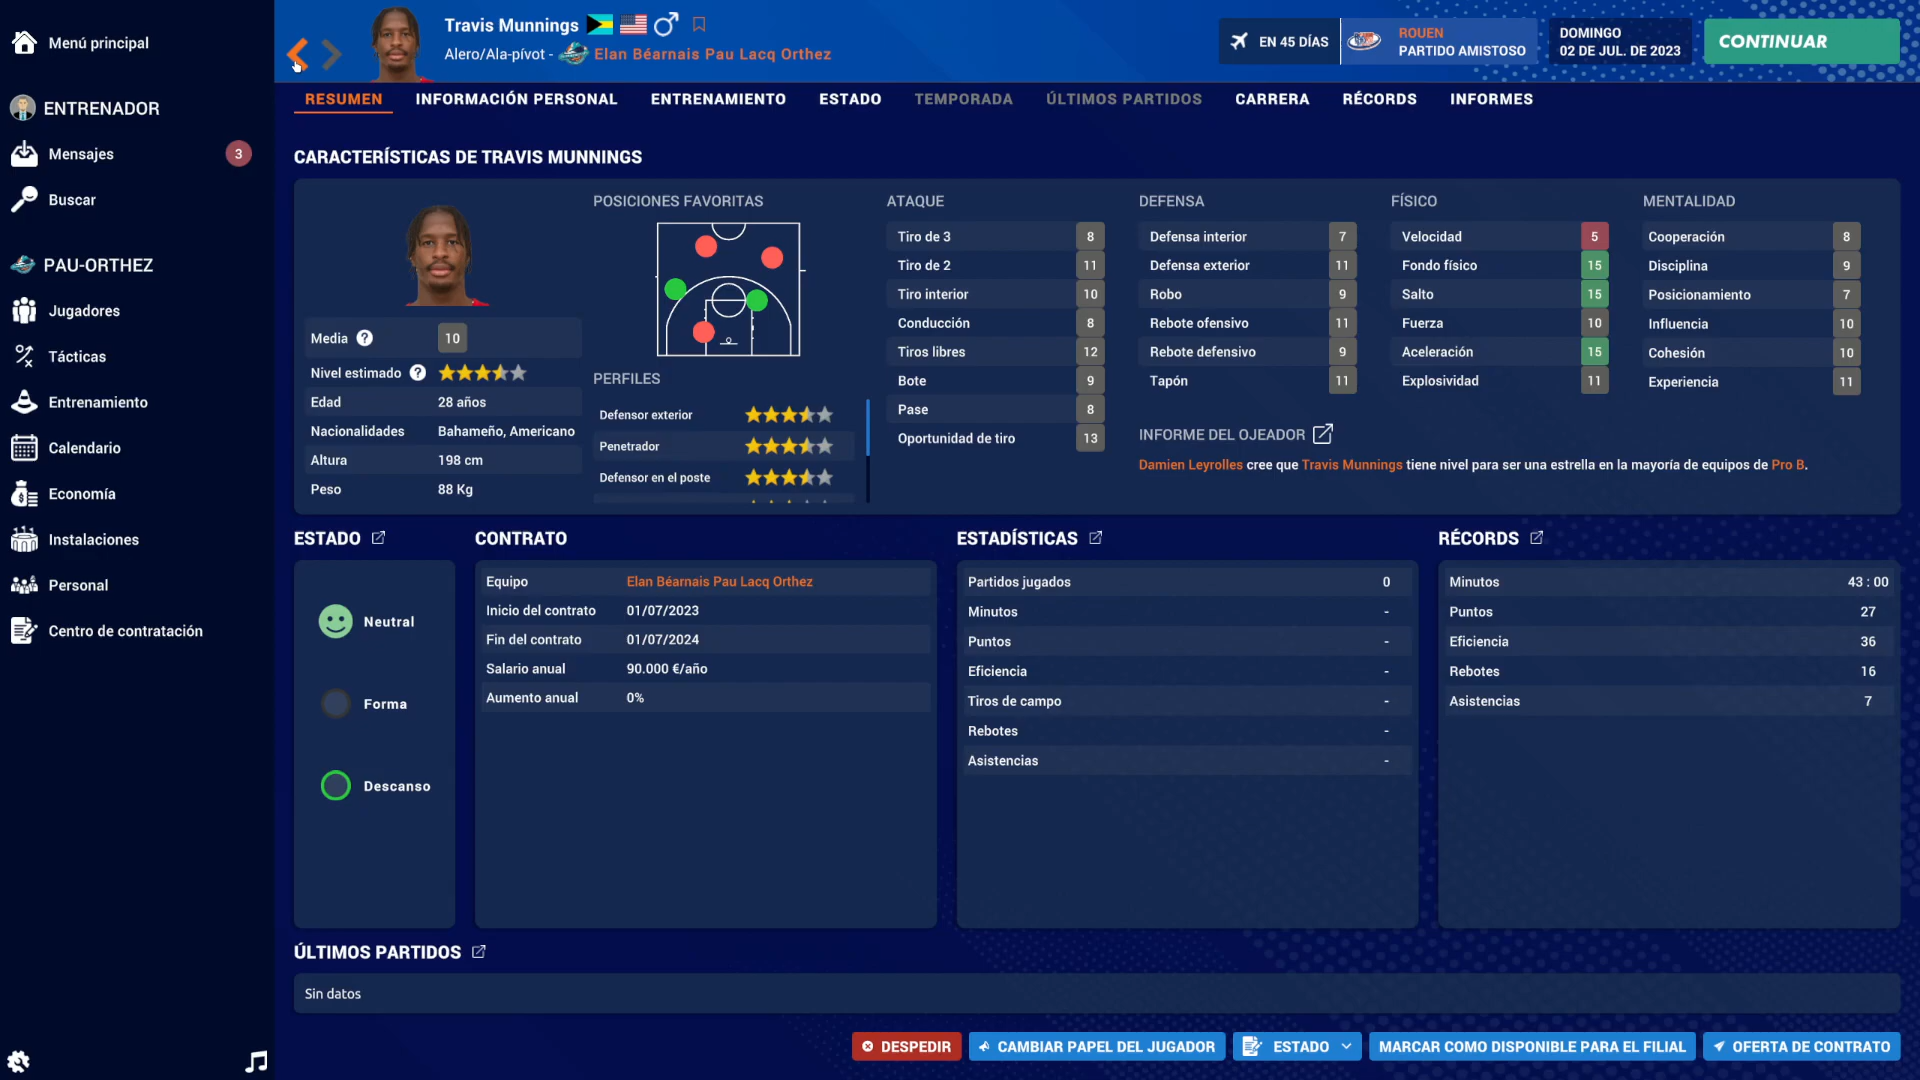 Menú principal
ENTRENADOR
Mensajes
3
Buscar
PAU-ORTHEZ
Jugadores
Tácticas
Entrenamiento
Calendario
Economía
Instalaciones
Personal
Centro de contratación
Travis Munnings
Alero/Ala-pívot - Elan Béarnais Pau Lacq Orthez
EN 45 DÍAS
ROUEN
PARTIDO AMISTOSO
DOMINGO
02 DE JUL. DE 2023
CONTINUAR
RESUMEN
INFORMACIÓN PERSONAL
ENTRENAMIENTO
ESTADO
TEMPORADA
ÚLTIMOS PARTIDOS
CARRERA
RÉCORDS
INFORMES
CARACTERÍSTICAS DE TRAVIS MUNNINGS
Media ? 10
Nivel estimado ?
Edad 28 años
Nacionalidades Bahameño, Americano
Altura 198 cm
Peso 88 Kg
POSICIONES FAVORITAS
PERFILES
Defensor exterior
Penetrador
Defensor en el poste
ATAQUE
Tiro de 3 8
Tiro de 2 11
Tiro interior 10
Conducción 8
Tiros libres 12
Bote 9
Pase 8
Oportunidad de tiro 13
DEFENSA
Defensa interior 7
Defensa exterior 11
Robo 9
Rebote ofensivo 11
Rebote defensivo 9
Tapón 11
FÍSICO
Velocidad 5
Fondo físico 15
Salto 15
Fuerza 10
Aceleración 15
Explosividad 11
MENTALIDAD
Cooperación 8
Disciplina 9
Posicionamiento 7
Influencia 10
Cohesión 10
Experiencia 11
INFORME DEL OJEADOR
Damien Leyrolles cree que Travis Munnings tiene nivel para ser una estrella en la mayoría de equipos de Pro B.
ESTADO
Neutral
Forma
Descanso
CONTRATO
Equipo Elan Béarnais Pau Lacq Orthez
Inicio del contrato 01/07/2023
Fin del contrato 01/07/2024
Salario anual 90.000 €/año
Aumento anual 0%
ESTADÍSTICAS
Partidos jugados 0
Minutos -
Puntos -
Eficiencia -
Tiros de campo -
Rebotes -
Asistencias -
RÉCORDS
Minutos 43 : 00
Puntos 27
Eficiencia 36
Rebotes 16
Asistencias 7
ÚLTIMOS PARTIDOS
Sin datos
DESPEDIR
CAMBIAR PAPEL DEL JUGADOR
ESTADO
MARCAR COMO DISPONIBLE PARA EL FILIAL
OFERTA DE CONTRATO